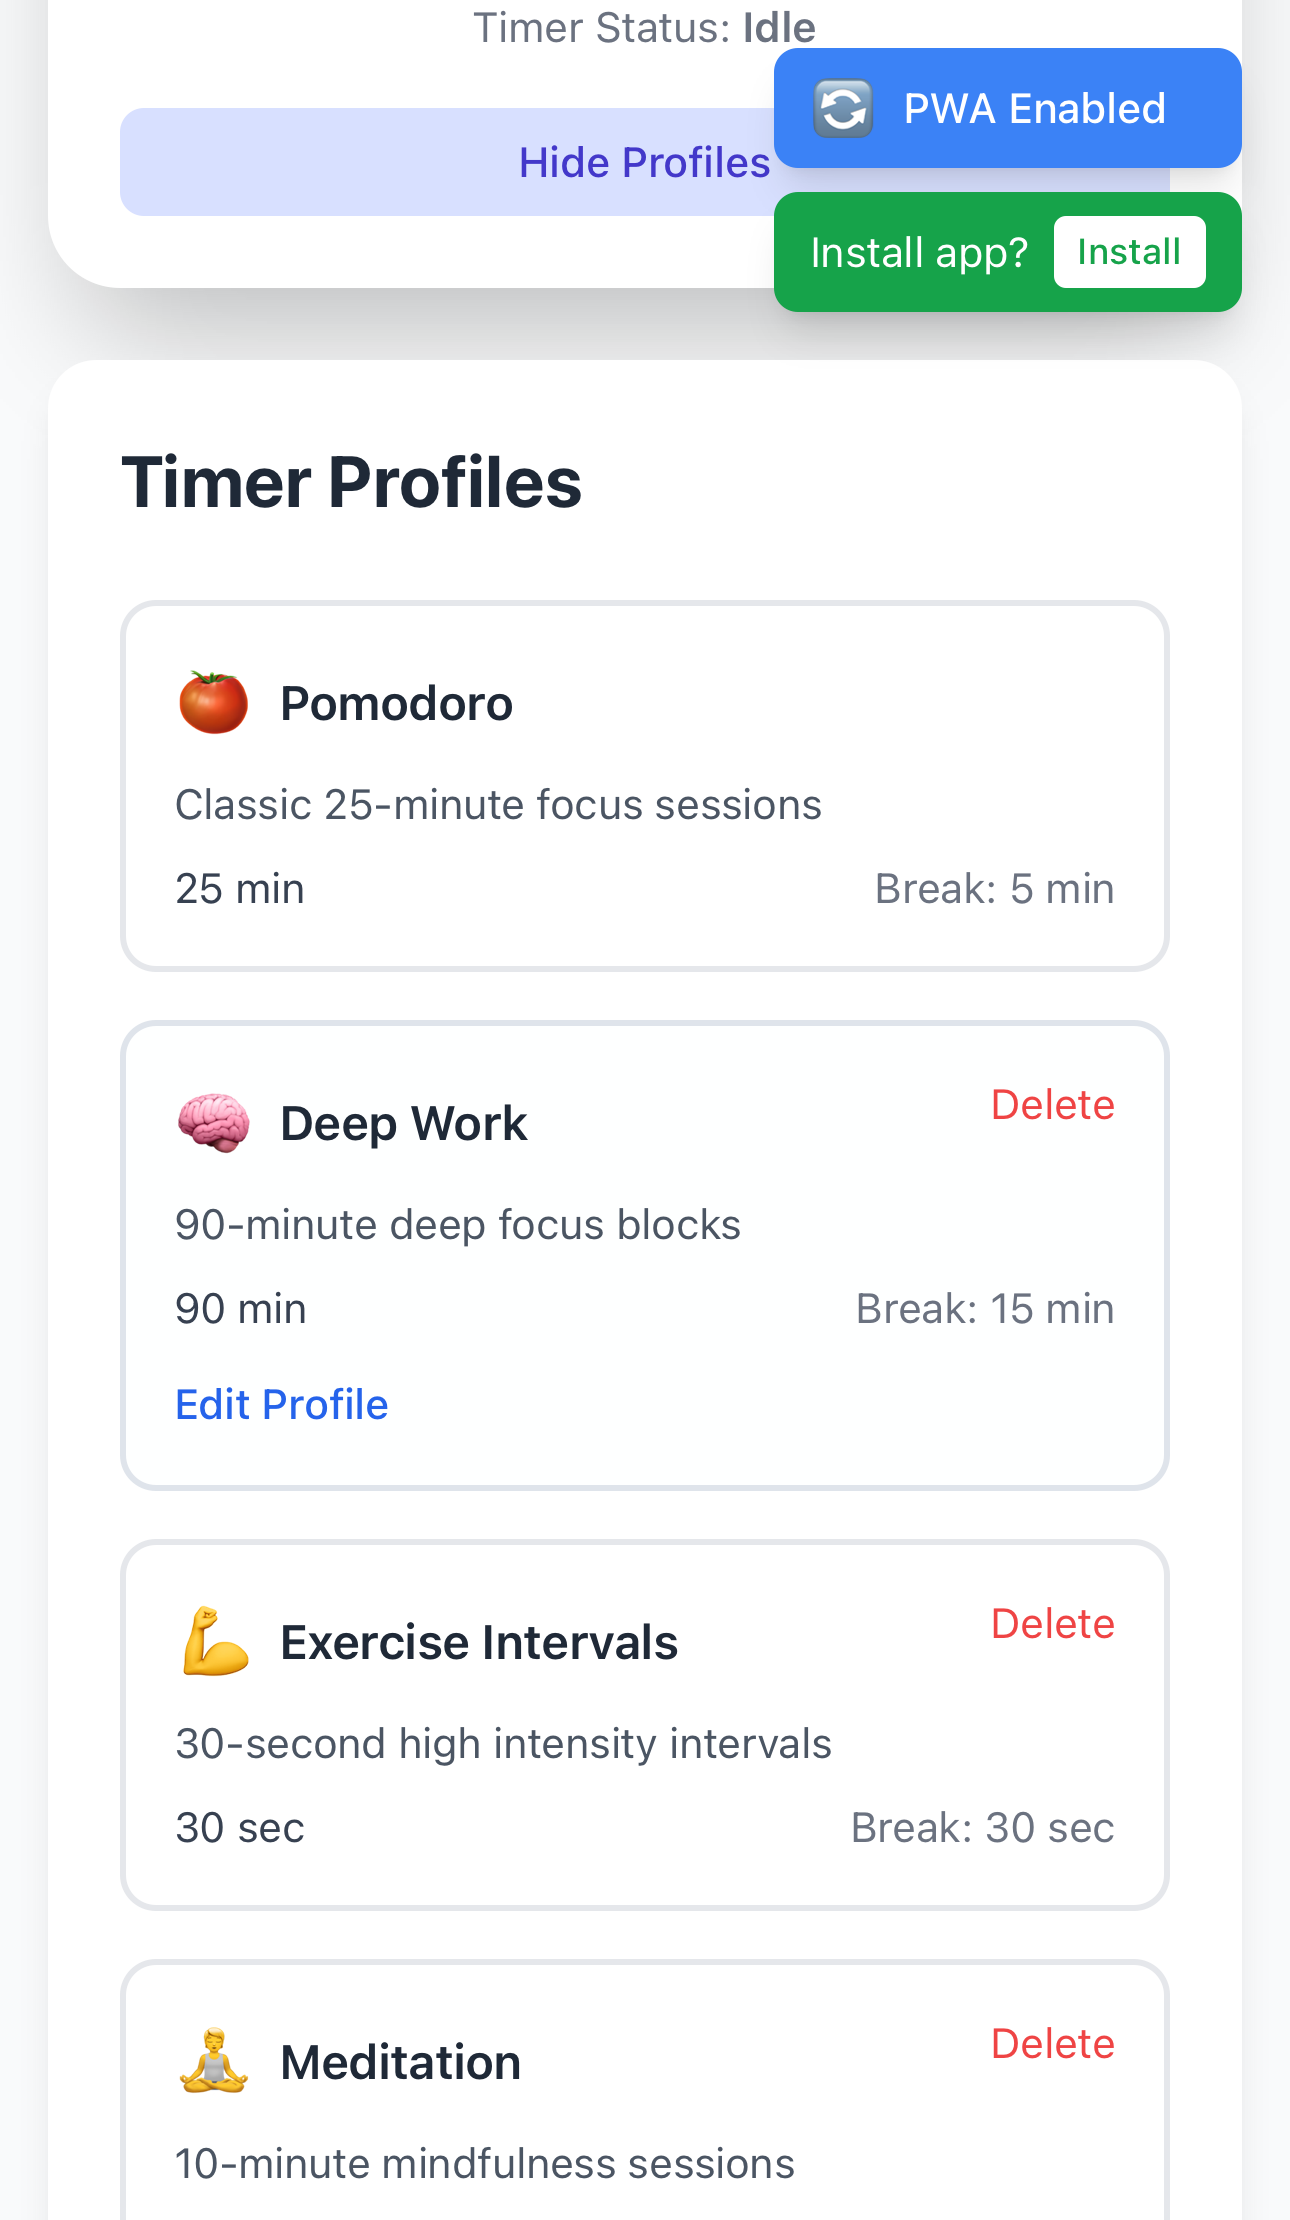 Timer Status: Idle
PWA Enabled
Hide Profiles
Install app? Install
Timer Profiles
Pomodoro
Classic 25-minute focus sessions
25 min Break: 5 min
Deep Work Delete
90-minute deep focus blocks
90 min Break: 15 min
Edit Profile
Exercise Intervals Delete
30-second high intensity intervals
30 sec Break: 30 sec
Meditation Delete
10-minute mindfulness sessions